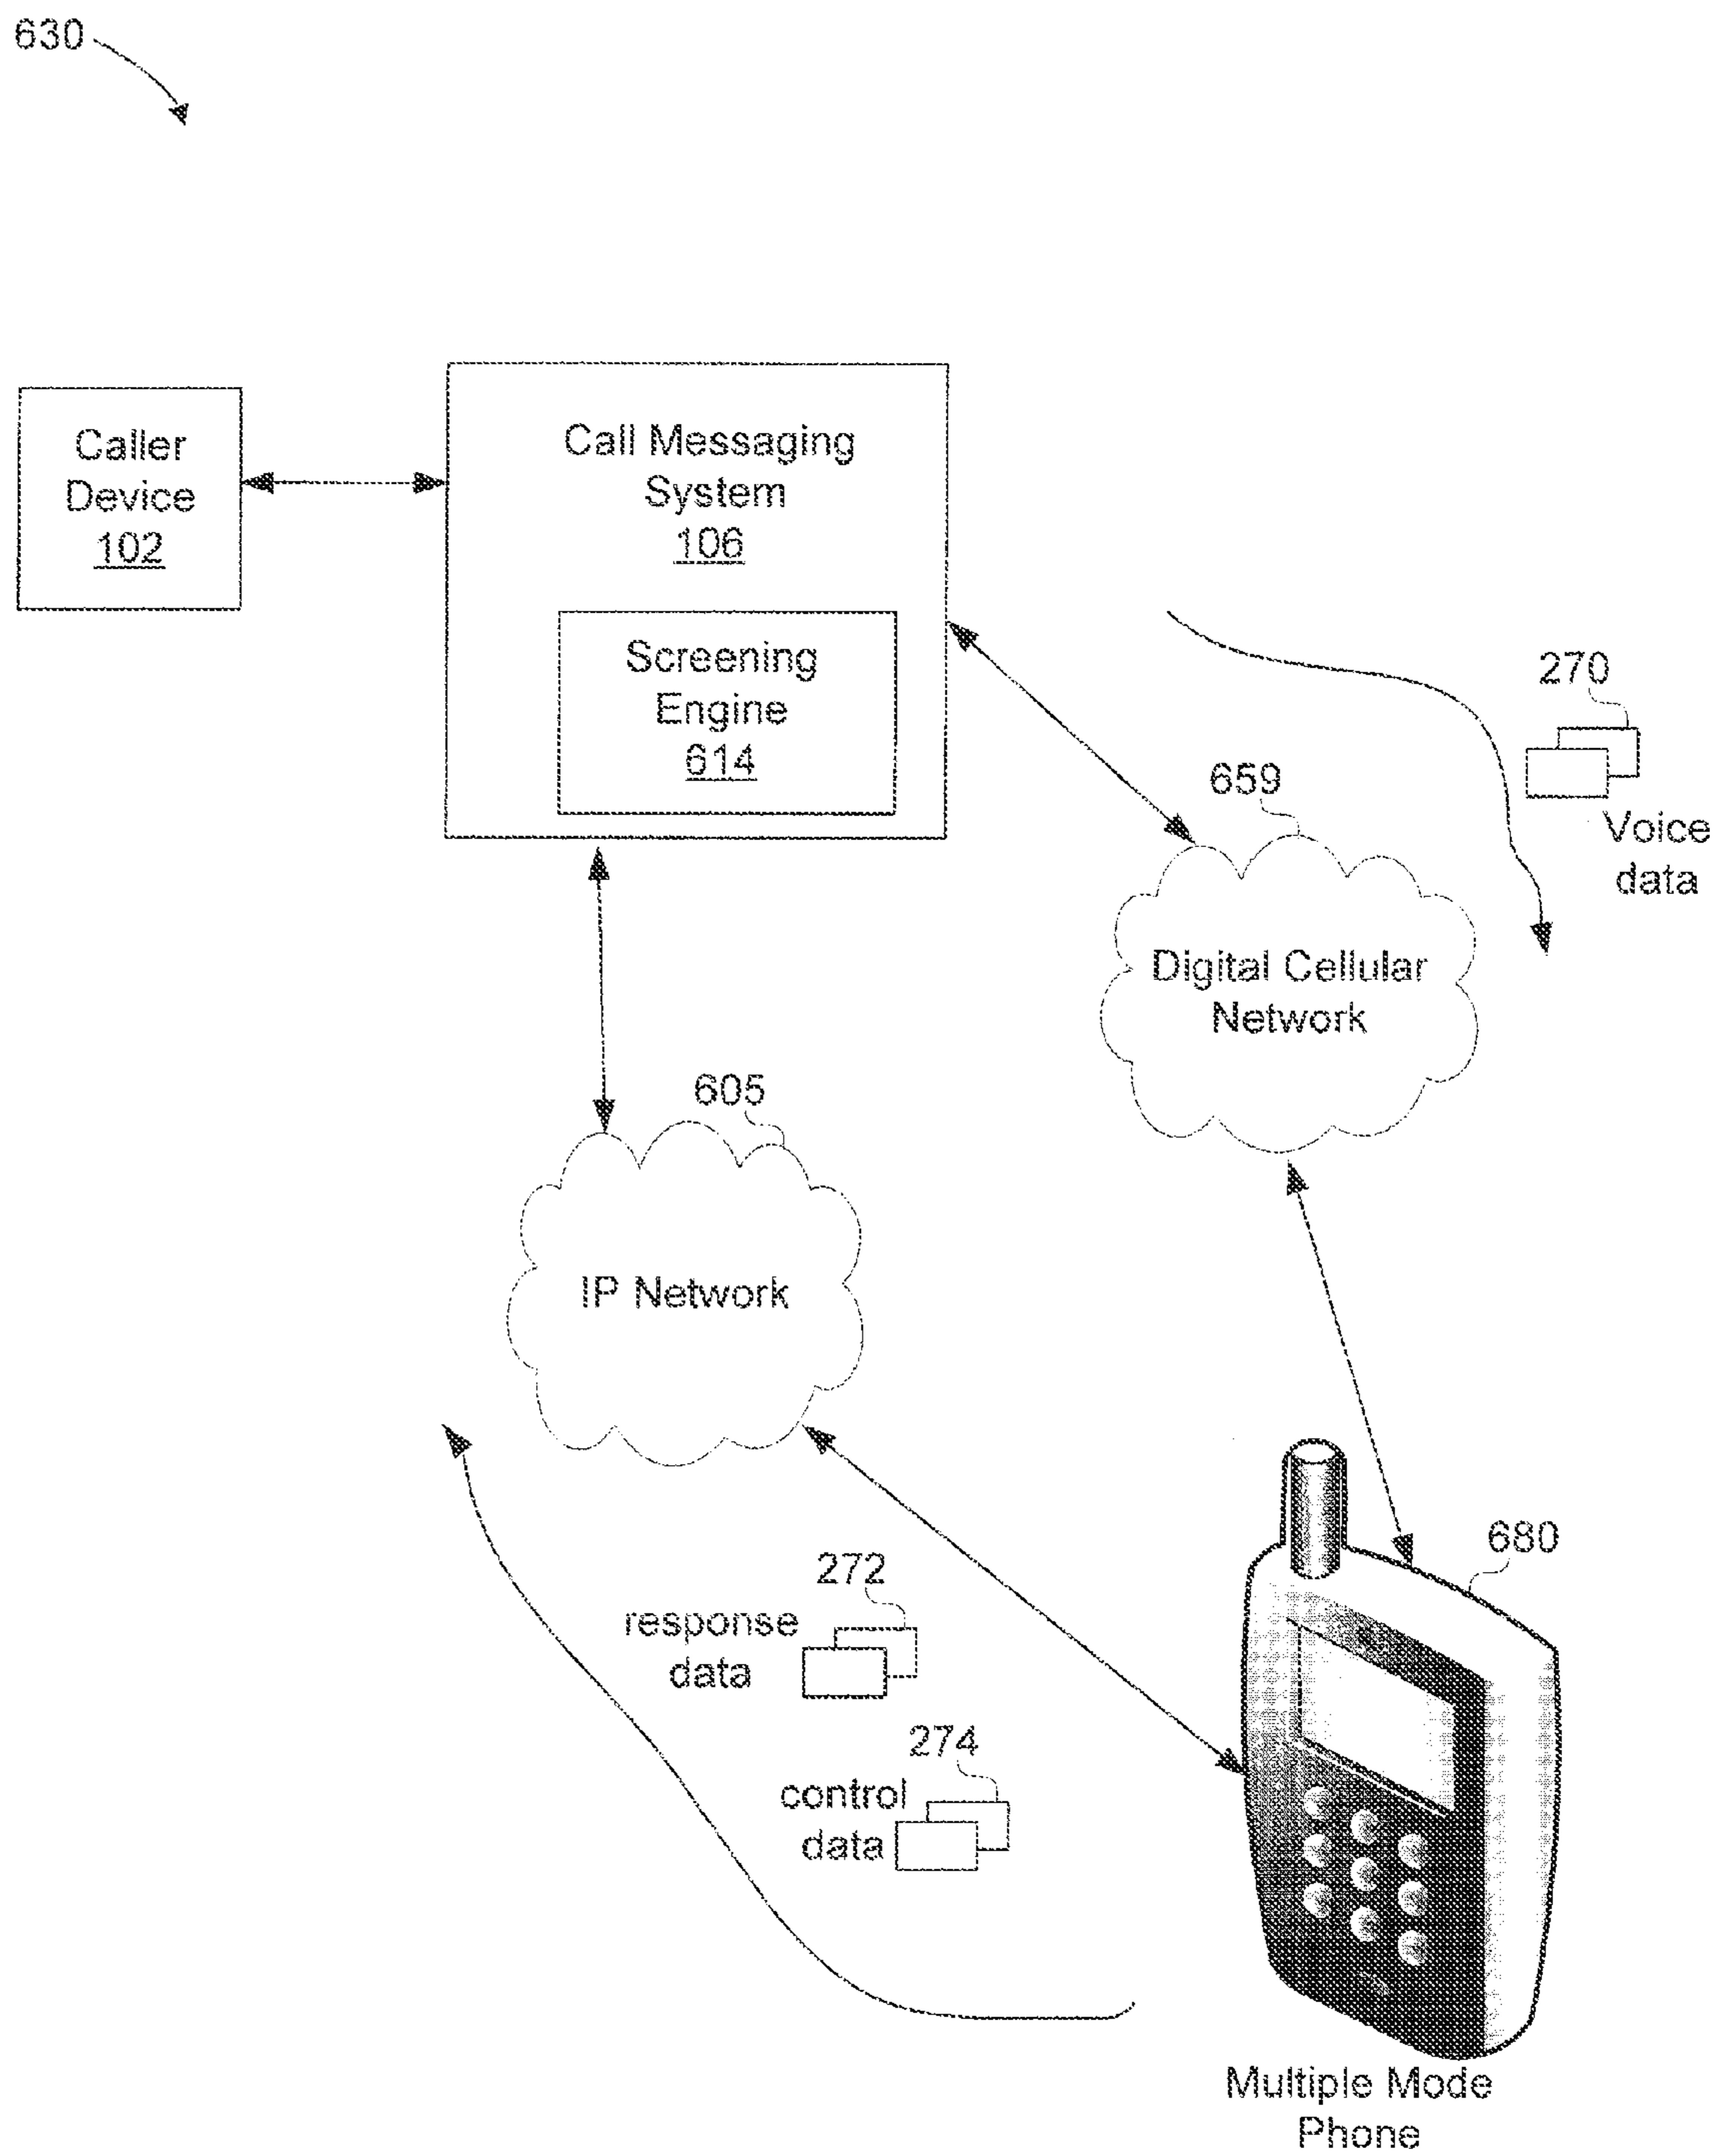 630
Caller
Device
102
Call Messaging
System
106
Screening
Engine
614
270
Voice
data
659
Digital Cellular
Network
605
IP Network
272
response
data
274
control
data
680
Multiple Mode
Phone